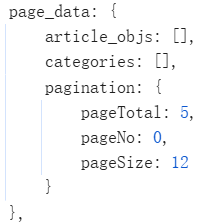 page_data: {
    article_objs: [],
    categories: [],
    pagination: {
        pageTotal: 5,
        pageNo: 0,
        pageSize: 12
    }
},